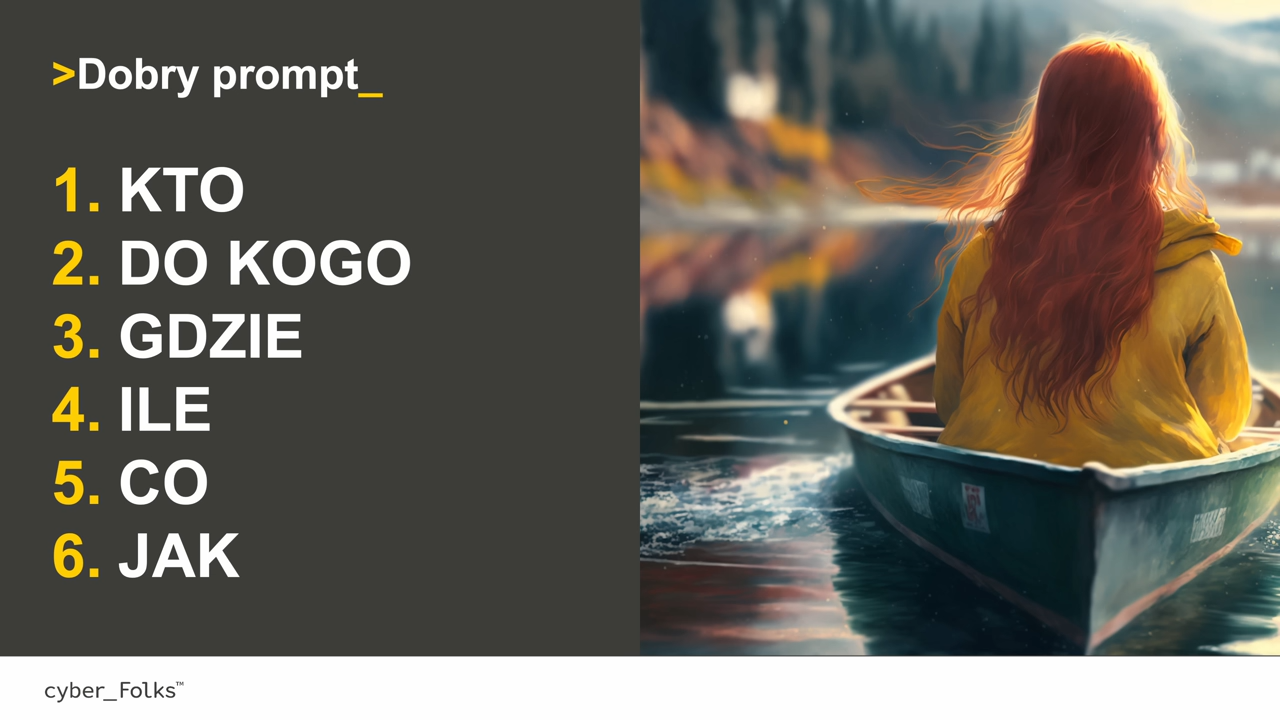 >Dobry prompt_
1. KTO
2. DO KOGO
3. GDZIE
4. ILE
5. CO
6. JAK
cyber_Folks™